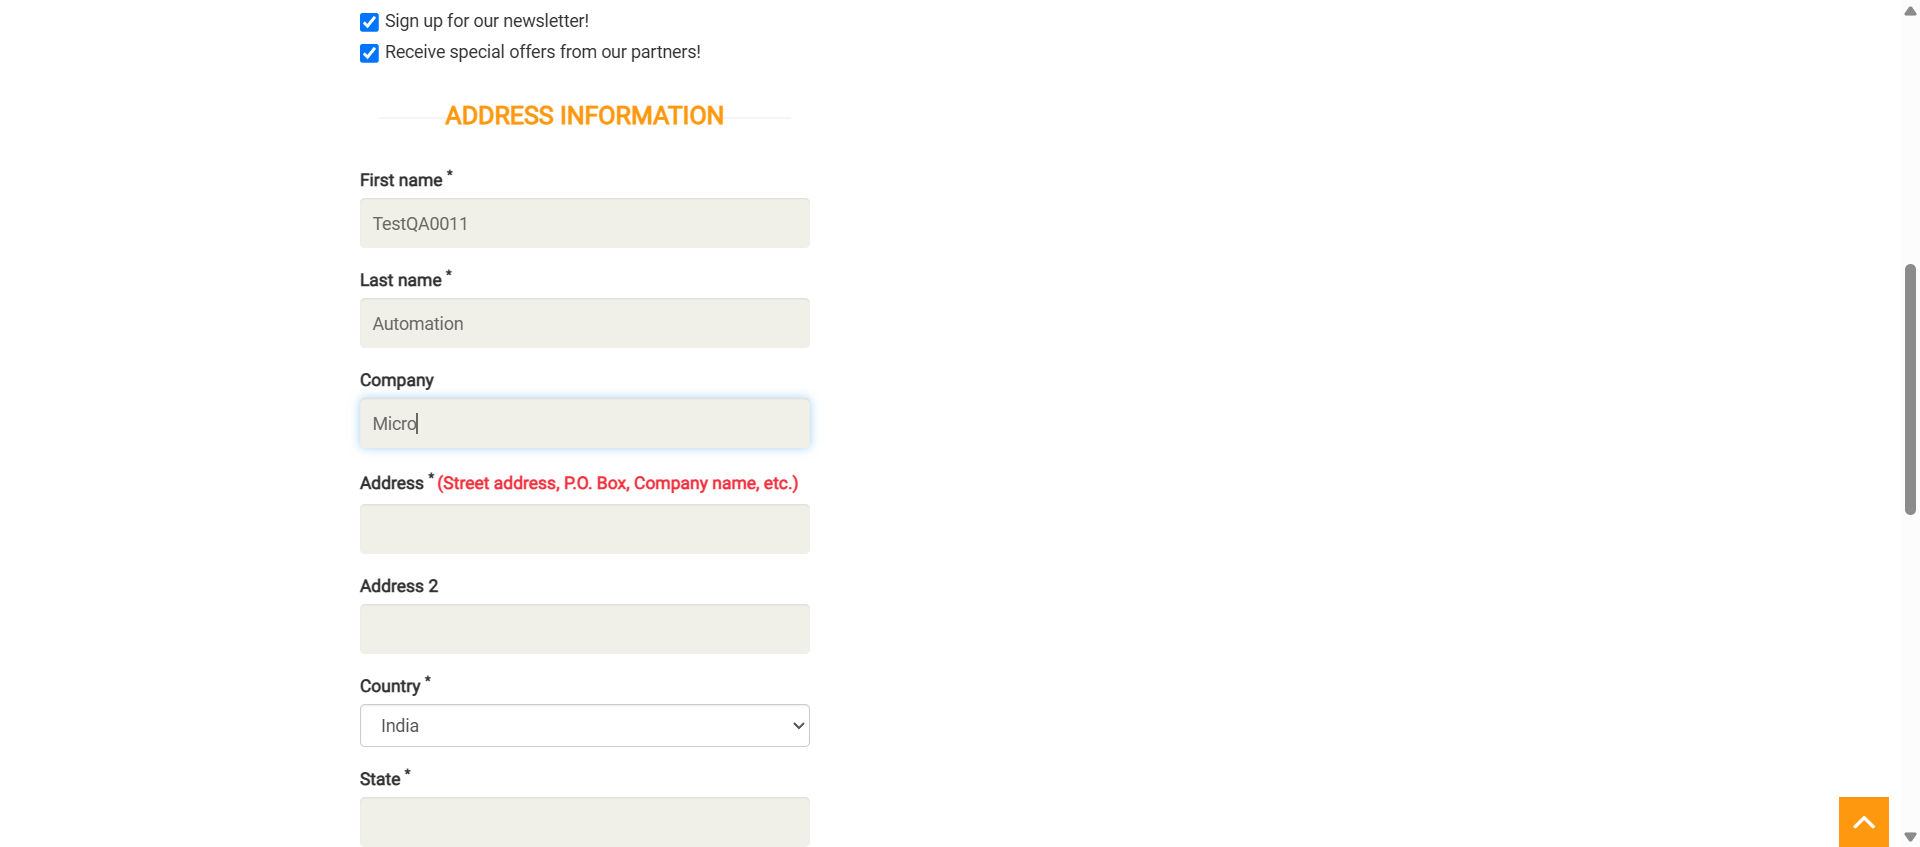 Sign up for our newsletter!
Receive special offers from our partners!
ADDRESS INFORMATION
First name *
TestQA0011
Last name *
Automation
Company
Micro
Address * (Street address, P.O. Box, Company name, etc.)
Address 2
Country *
India
State *